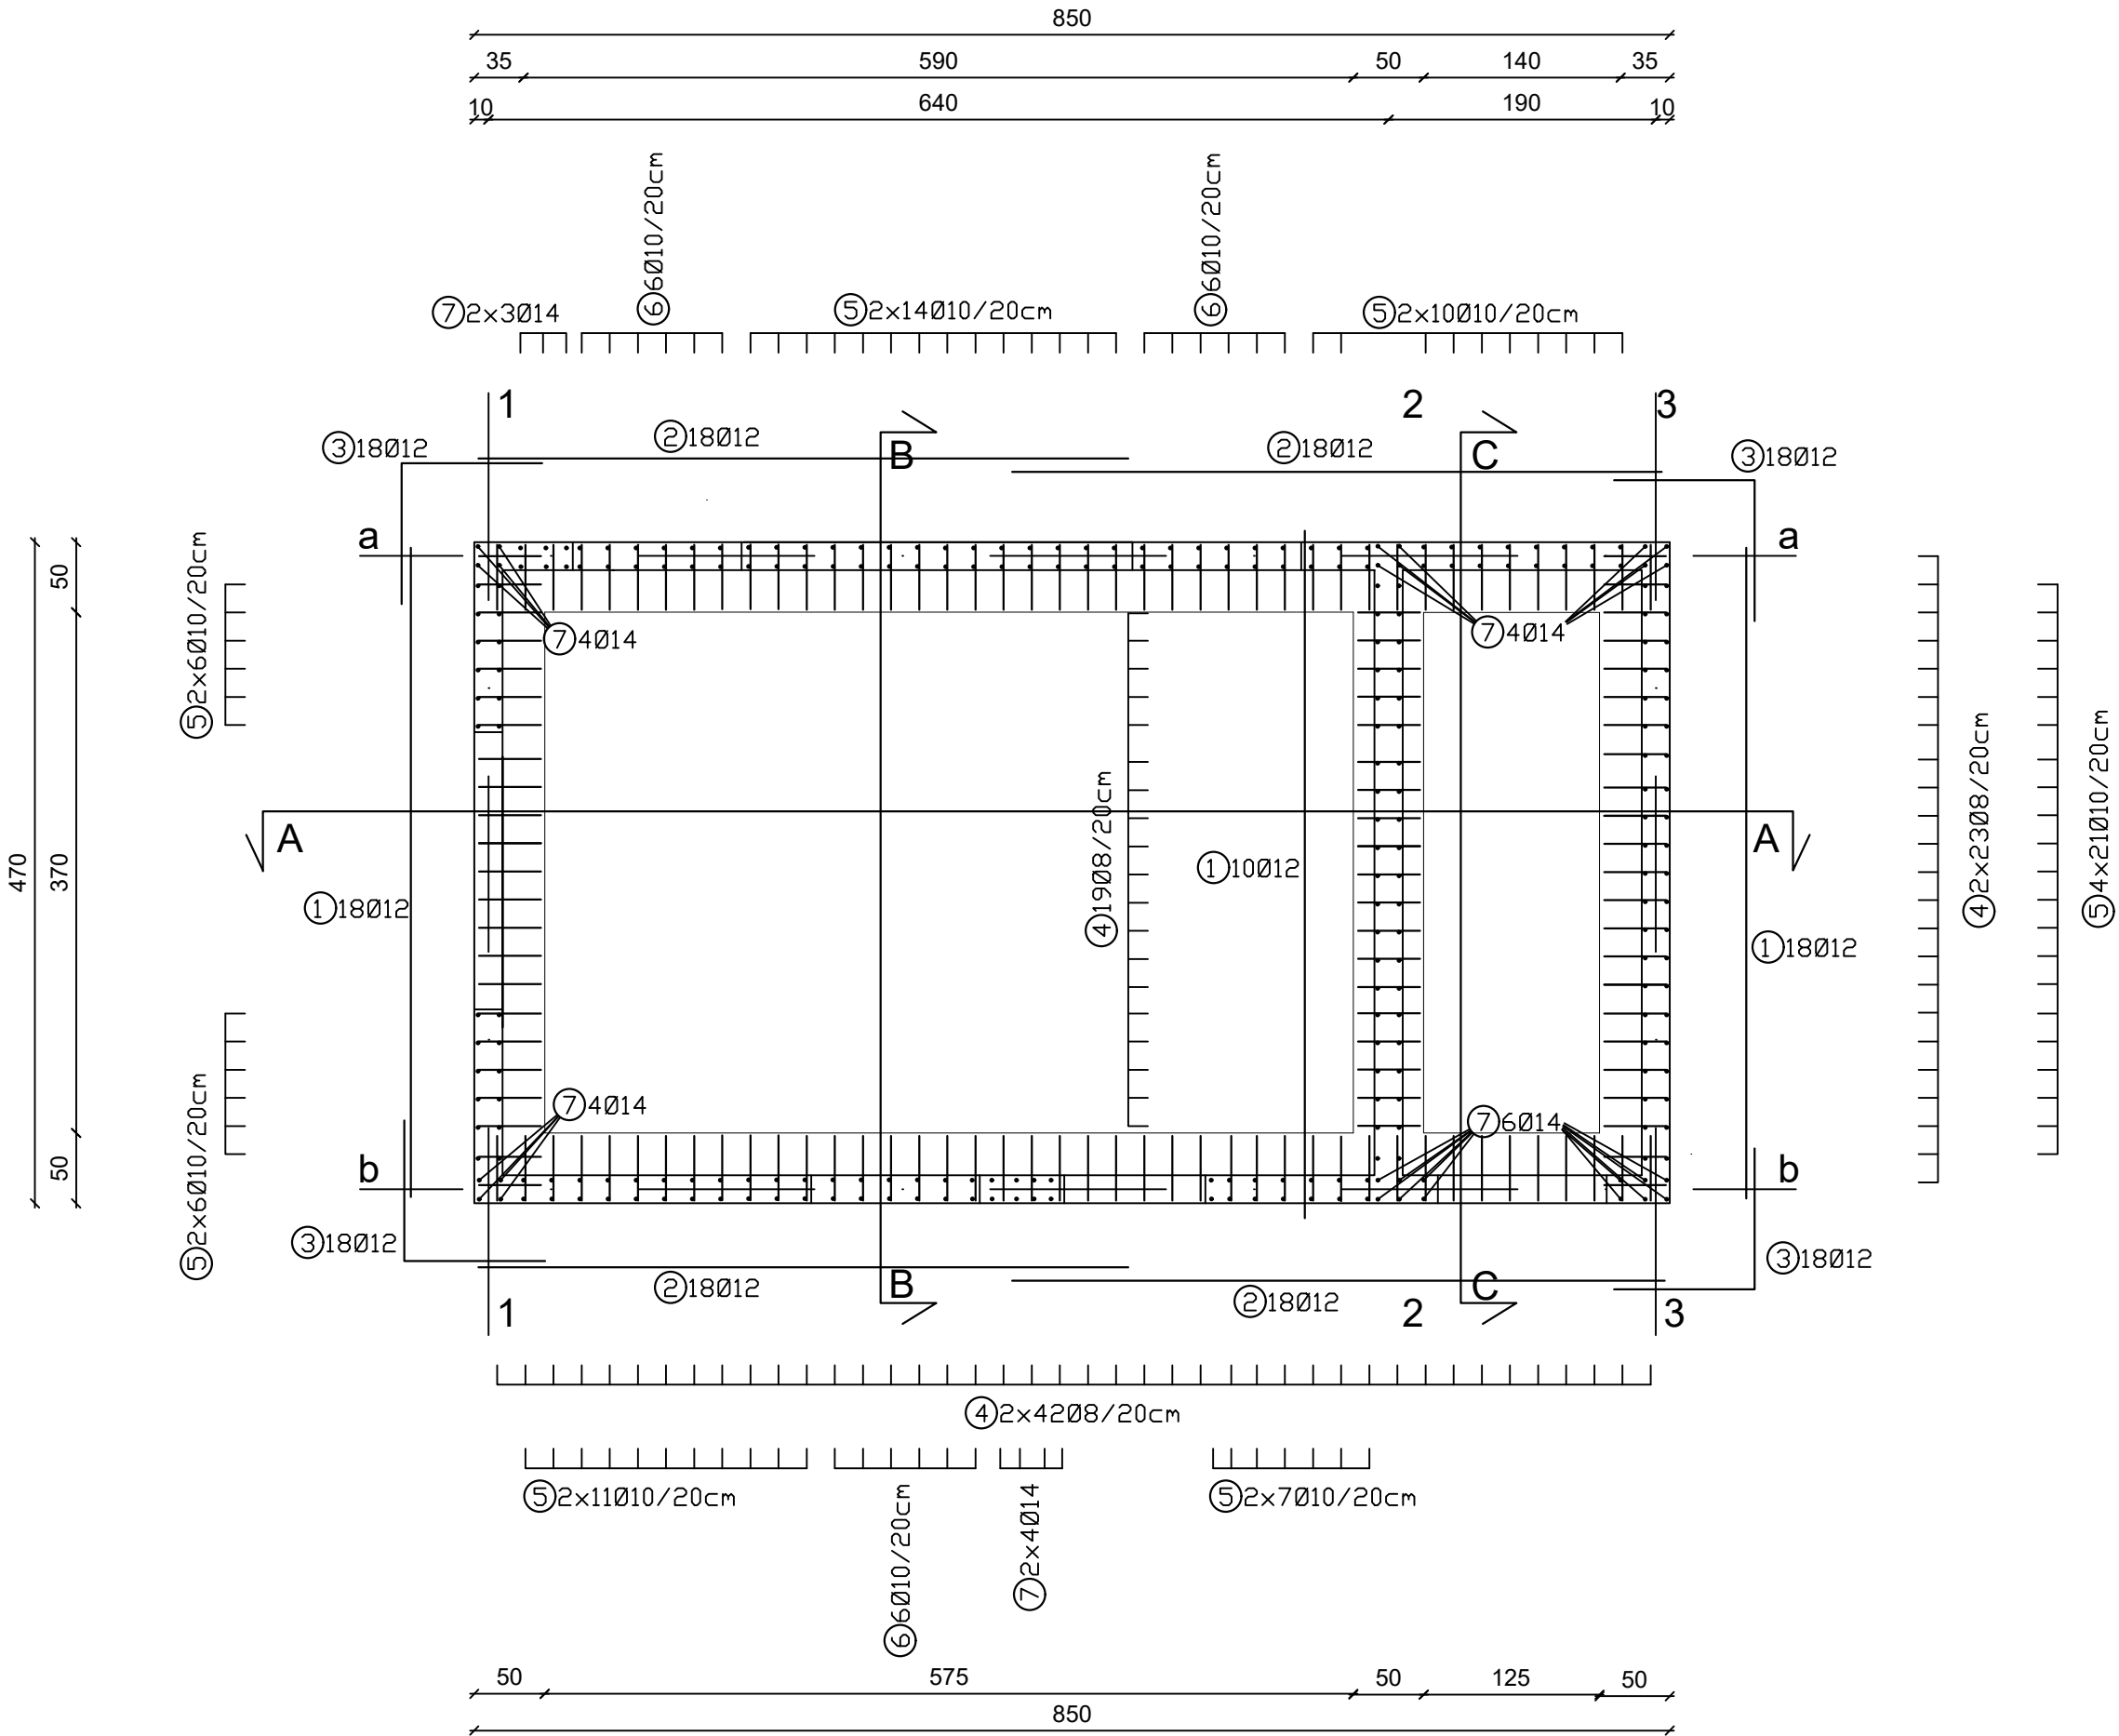 850
35 590 50 140 35
10 640 190 10
⑥6Ø10/20cm
⑥6Ø10/20cm
⑦2x3Ø14
⑤2x14Ø10/20cm
⑤2x10Ø10/20cm
1 2 3
③18Ø12
②18Ø12
B
②18Ø12
C
③18Ø12
a a
⑤2x6Ø10/20cm
50
⑦4Ø14
⑦4Ø14
④2x23Ø8/20cm
⑤4x21Ø10/20cm
A A
470
370
①18Ø12
④19Ø8/20cm
①10Ø12
①18Ø12
⑦4Ø14
⑦6Ø14
50
b b
⑤2x6Ø10/20cm
③18Ø12
②18Ø12
B
②18Ø12
C
③18Ø12
1 2 3
④2x42Ø8/20cm
⑤2x11Ø10/20cm
⑥6Ø10/20cm
⑦2x4Ø14
⑤2x7Ø10/20cm
50 575 50 125 50
850